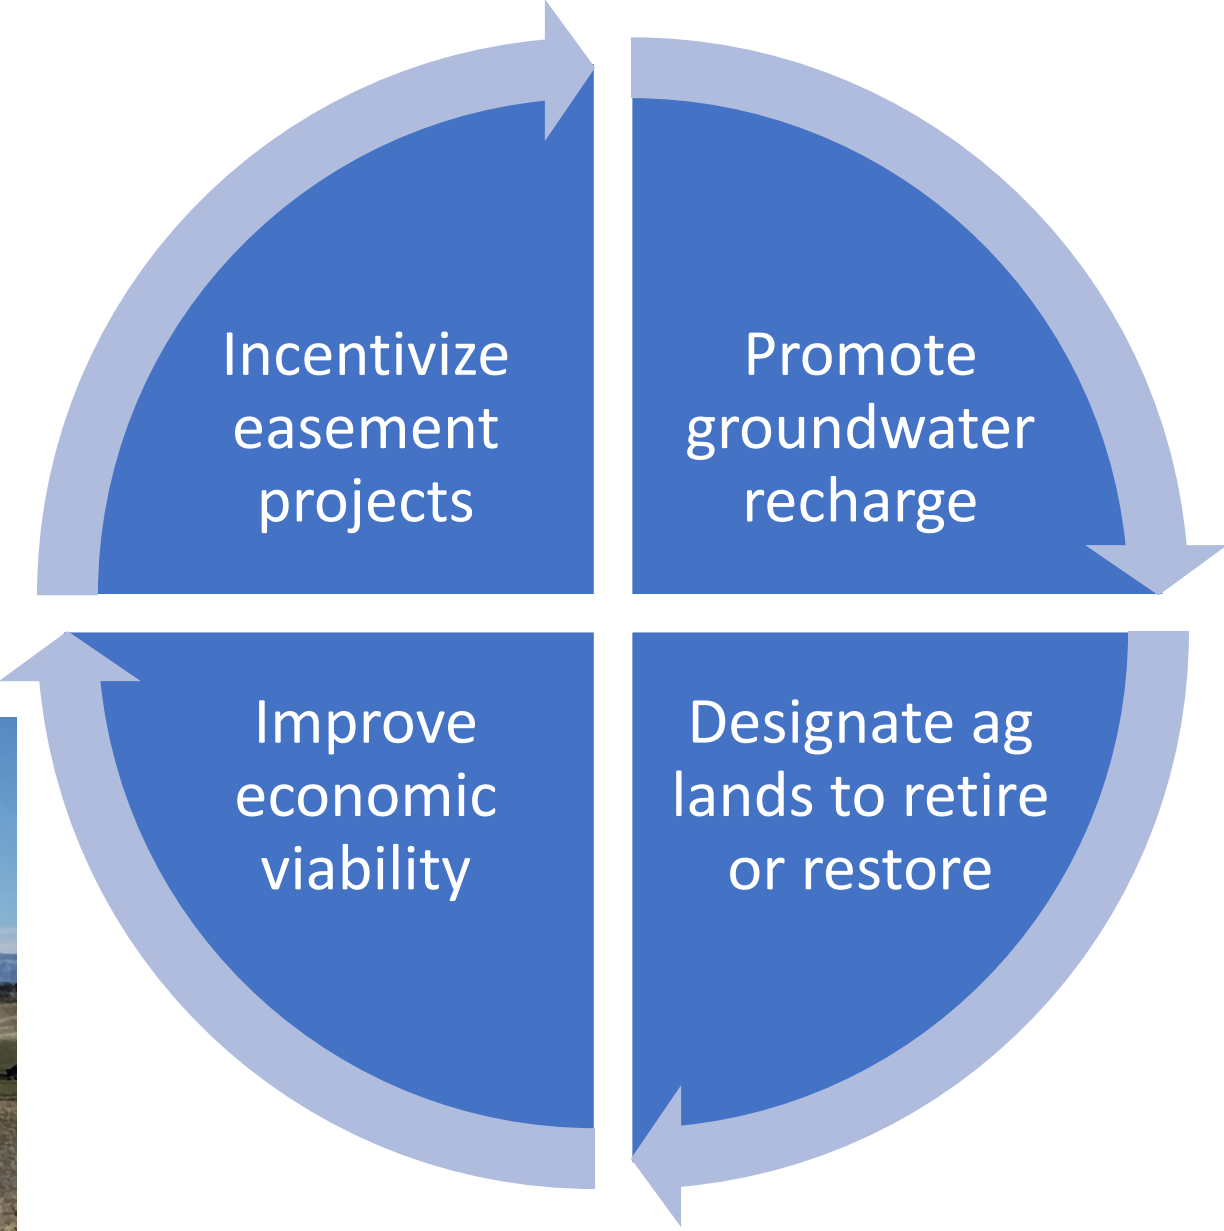 Incentivize
easement
projects
Promote
groundwater
recharge
Improve
economic
viability
Designate ag
lands to retire
or restore